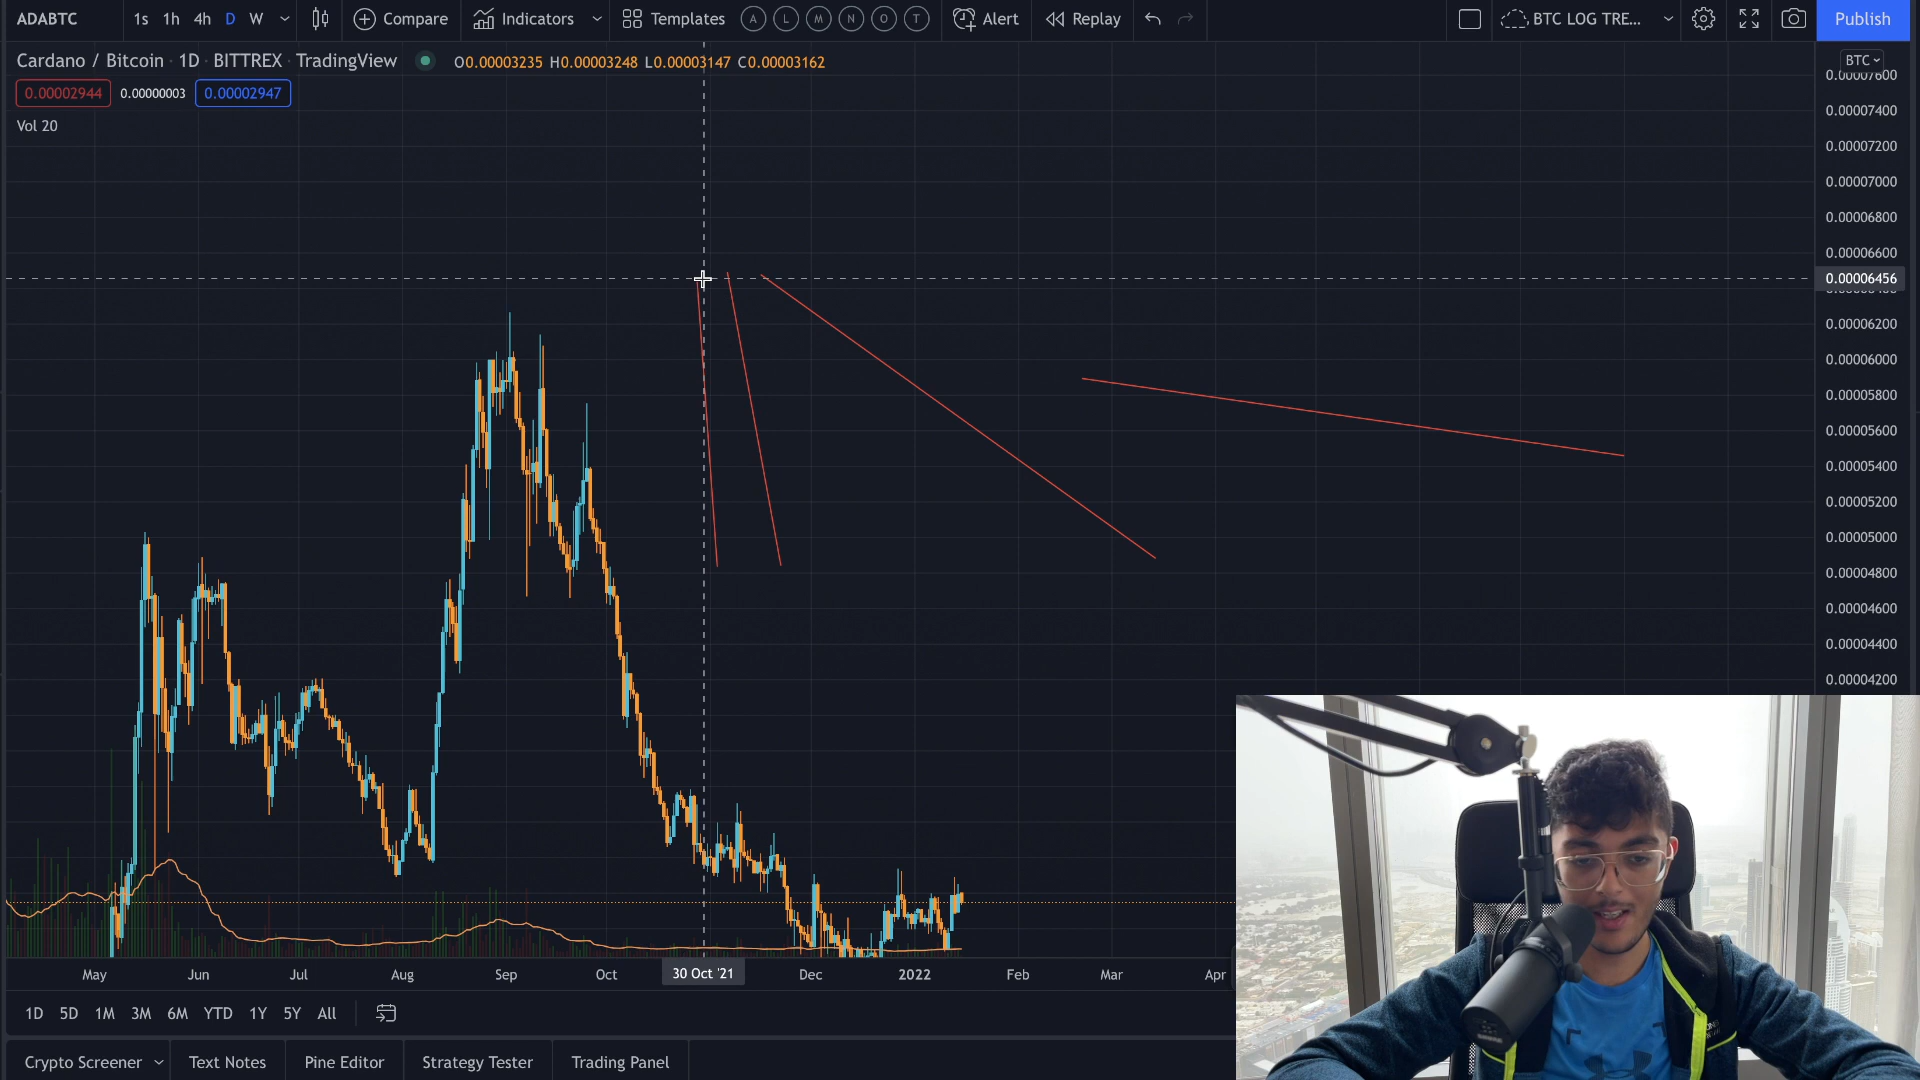 ADABTC 1s 1h 4h D W Compare Indicators Templates A L M N O T Alert Replay BTC LOG TRE... Publish
Cardano / Bitcoin · 1D · BITTREX · TradingView O0.00003235 H0.00003248 L0.00003147 C0.00003162
0.00002944 0.00000003 0.00002947
Vol 20
BTC
0.00007600
0.00007400
0.00007200
0.00007000
0.00006800
0.00006600
0.00006456
0.00006200
0.00006000
0.00005800
0.00005600
0.00005400
0.00005200
0.00005000
0.00004800
0.00004600
0.00004400
0.00004200
May Jun Jul Aug Sep Oct 30 Oct '21 Dec 2022 Feb Mar Apr
1D 5D 1M 3M 6M YTD 1Y 5Y All
Crypto Screener Text Notes Pine Editor Strategy Tester Trading Panel